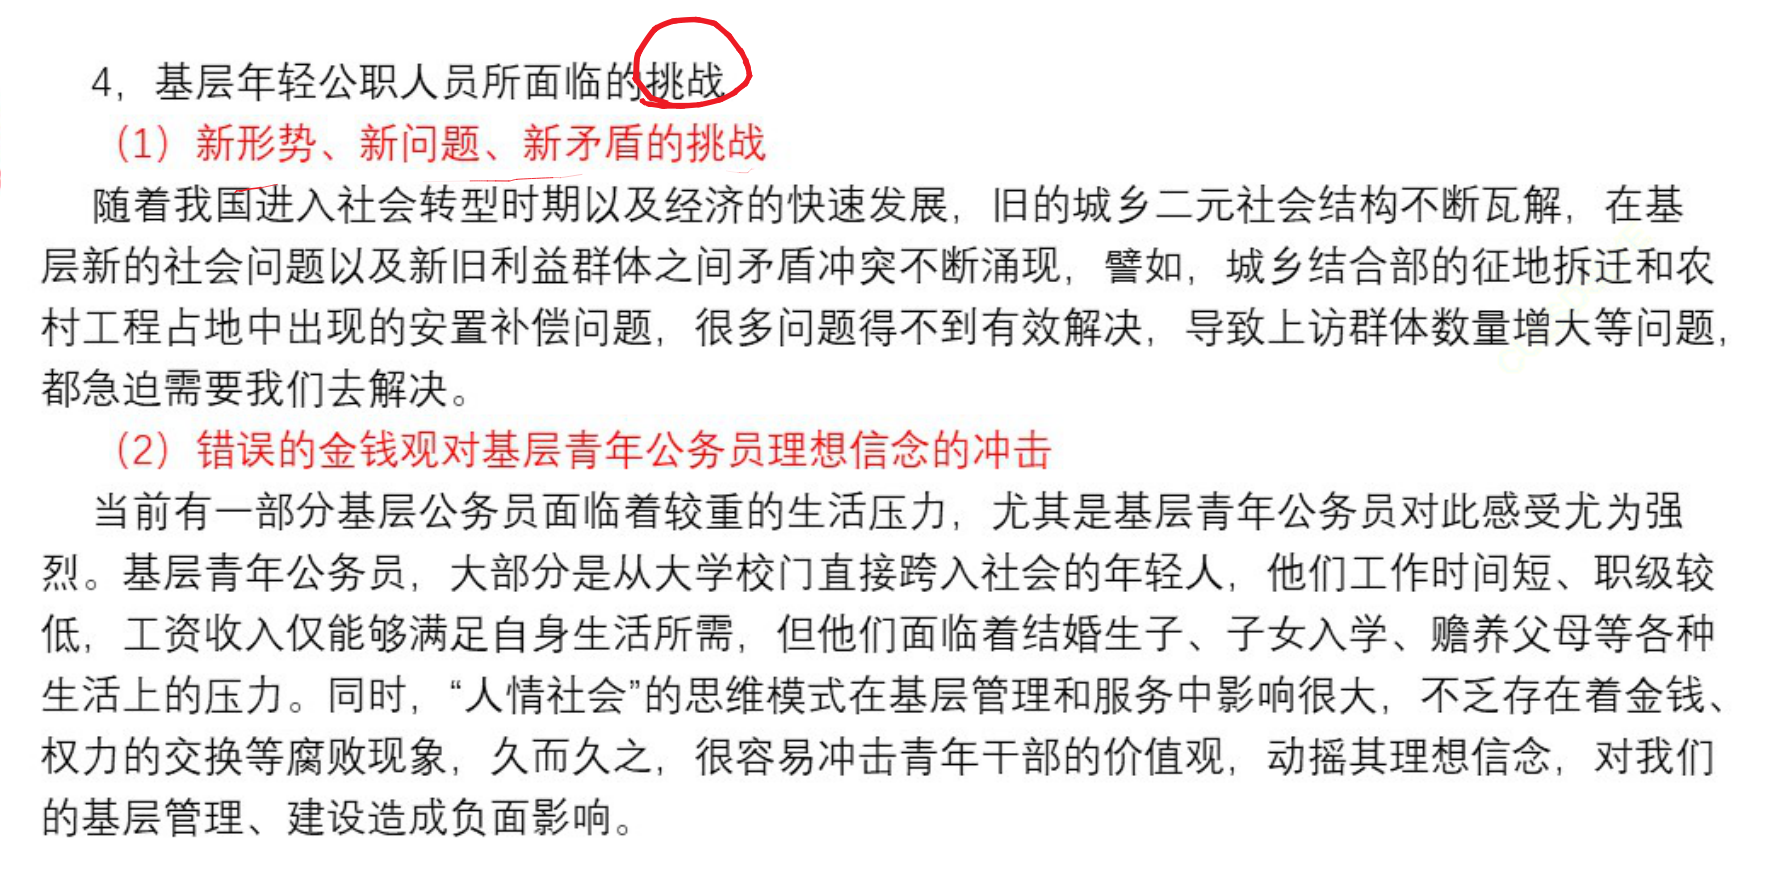 4，基层年轻公职人员所面临的挑战
（1）新形势、新问题、新矛盾的挑战
随着我国进入社会转型时期以及经济的快速发展，旧的城乡二元社会结构不断瓦解，在基
层新的社会问题以及新旧利益群体之间矛盾冲突不断涌现，譬如，城乡结合部的征地拆迁和农
村工程占地中出现的安置补偿问题，很多问题得不到有效解决，导致上访群体数量增大等问题，
都急迫需要我们去解决。
（2）错误的金钱观对基层青年公务员理想信念的冲击
当前有一部分基层公务员面临着较重的生活压力，尤其是基层青年公务员对此感受尤为强
烈。基层青年公务员，大部分是从大学校门直接跨入社会的年轻人，他们工作时间短、职级较
低，工资收入仅能够满足自身生活所需，但他们面临着结婚生子、子女入学、赡养父母等各种
生活上的压力。同时，“人情社会”的思维模式在基层管理和服务中影响很大，不乏存在着金钱、
权力的交换等腐败现象，久而久之，很容易冲击青年干部的价值观，动摇其理想信念，对我们
的基层管理、建设造成负面影响。